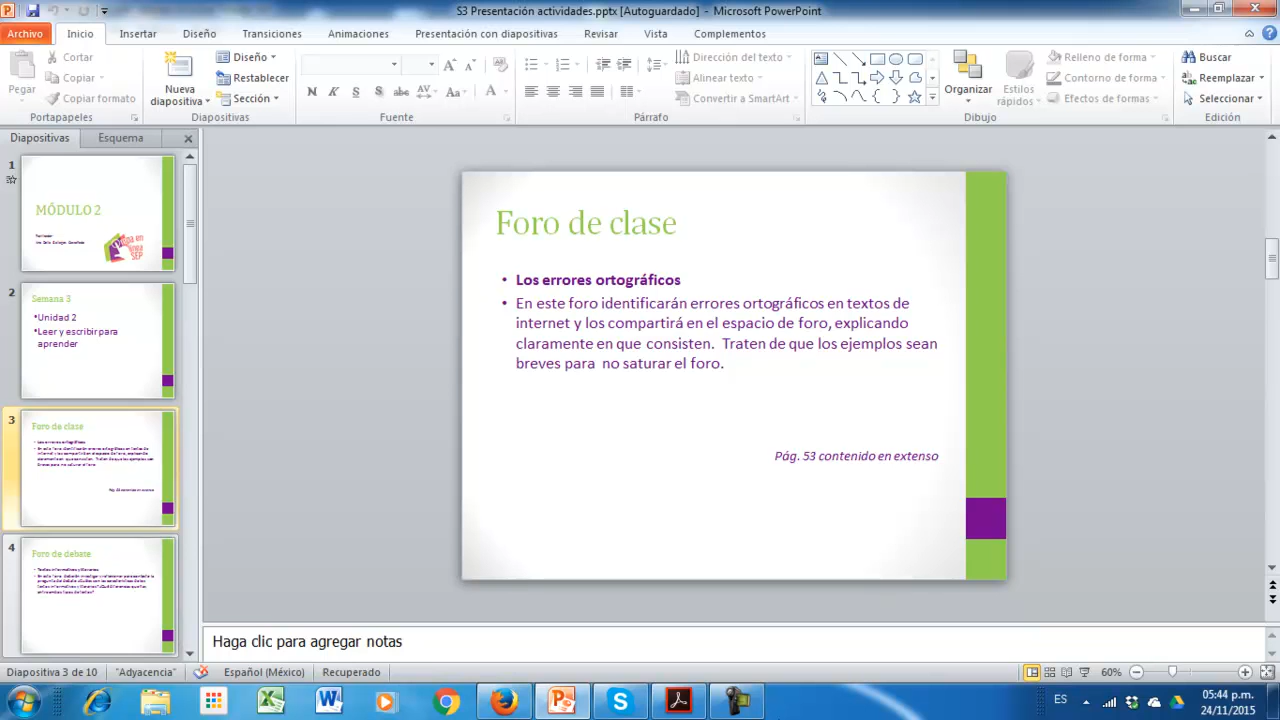 S3 Presentación actividades.pptx [Autoguardado] - Microsoft PowerPoint
Archivo Inicio Insertar Diseño Transiciones Animaciones Presentación con diapositivas Revisar Vista Complementos
Pegar
Cortar
Copiar
Copiar formato
Portapapeles
Nueva
diapositiva
Diseño
Restablecer
Sección
Diapositivas
N K S S abc AV Aa A
Fuente
Párrafo
Dirección del texto
Alinear texto
Convertir a SmartArt
Organizar
Estilos
rápidos
Relleno de forma
Contorno de forma
Efectos de formas
Dibujo
Buscar
Reemplazar
Seleccionar
Edición
Diapositivas Esquema
1
MÓDULO 2
2
Semana 3
•Unidad 2
•Leer y escribir para
aprender
3
Foro de clase
4
Foro de debate
Foro de clase
• Los errores ortográficos
• En este foro identificarán errores ortográficos en textos de
internet y los compartirá en el espacio de foro, explicando
claramente en que consisten. Traten de que los ejemplos sean
breves para no saturar el foro.
Pág. 53 contenido en extenso
Haga clic para agregar notas
Diapositiva 3 de 10 "Adyacencia" Español (México) Recuperado 60%
ES
05:44 p.m.
24/11/2015